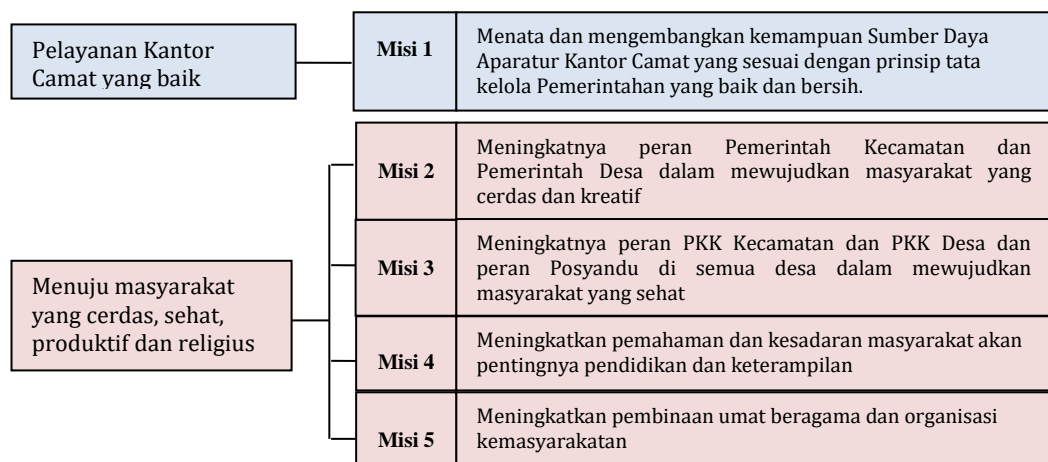 Pelayanan Kantor
Camat yang baik
Misi 1
Menata dan mengembangkan kemampuan Sumber Daya
Aparatur Kantor Camat yang sesuai dengan prinsip tata
kelola Pemerintahan yang baik dan bersih.
Menuju masyarakat
yang cerdas, sehat,
produktif dan religius
Misi 2
Meningkatnya peran Pemerintah Kecamatan dan
Pemerintah Desa dalam mewujudkan masyarakat yang
cerdas dan kreatif
Misi 3
Meningkatnya peran PKK Kecamatan dan PKK Desa dan
peran Posyandu di semua desa dalam mewujudkan
masyarakat yang sehat
Misi 4
Meningkatkan pemahaman dan kesadaran masyarakat akan
pentingnya pendidikan dan keterampilan
Misi 5
Meningkatkan pembinaan umat beragama dan organisasi
kemasyarakatan